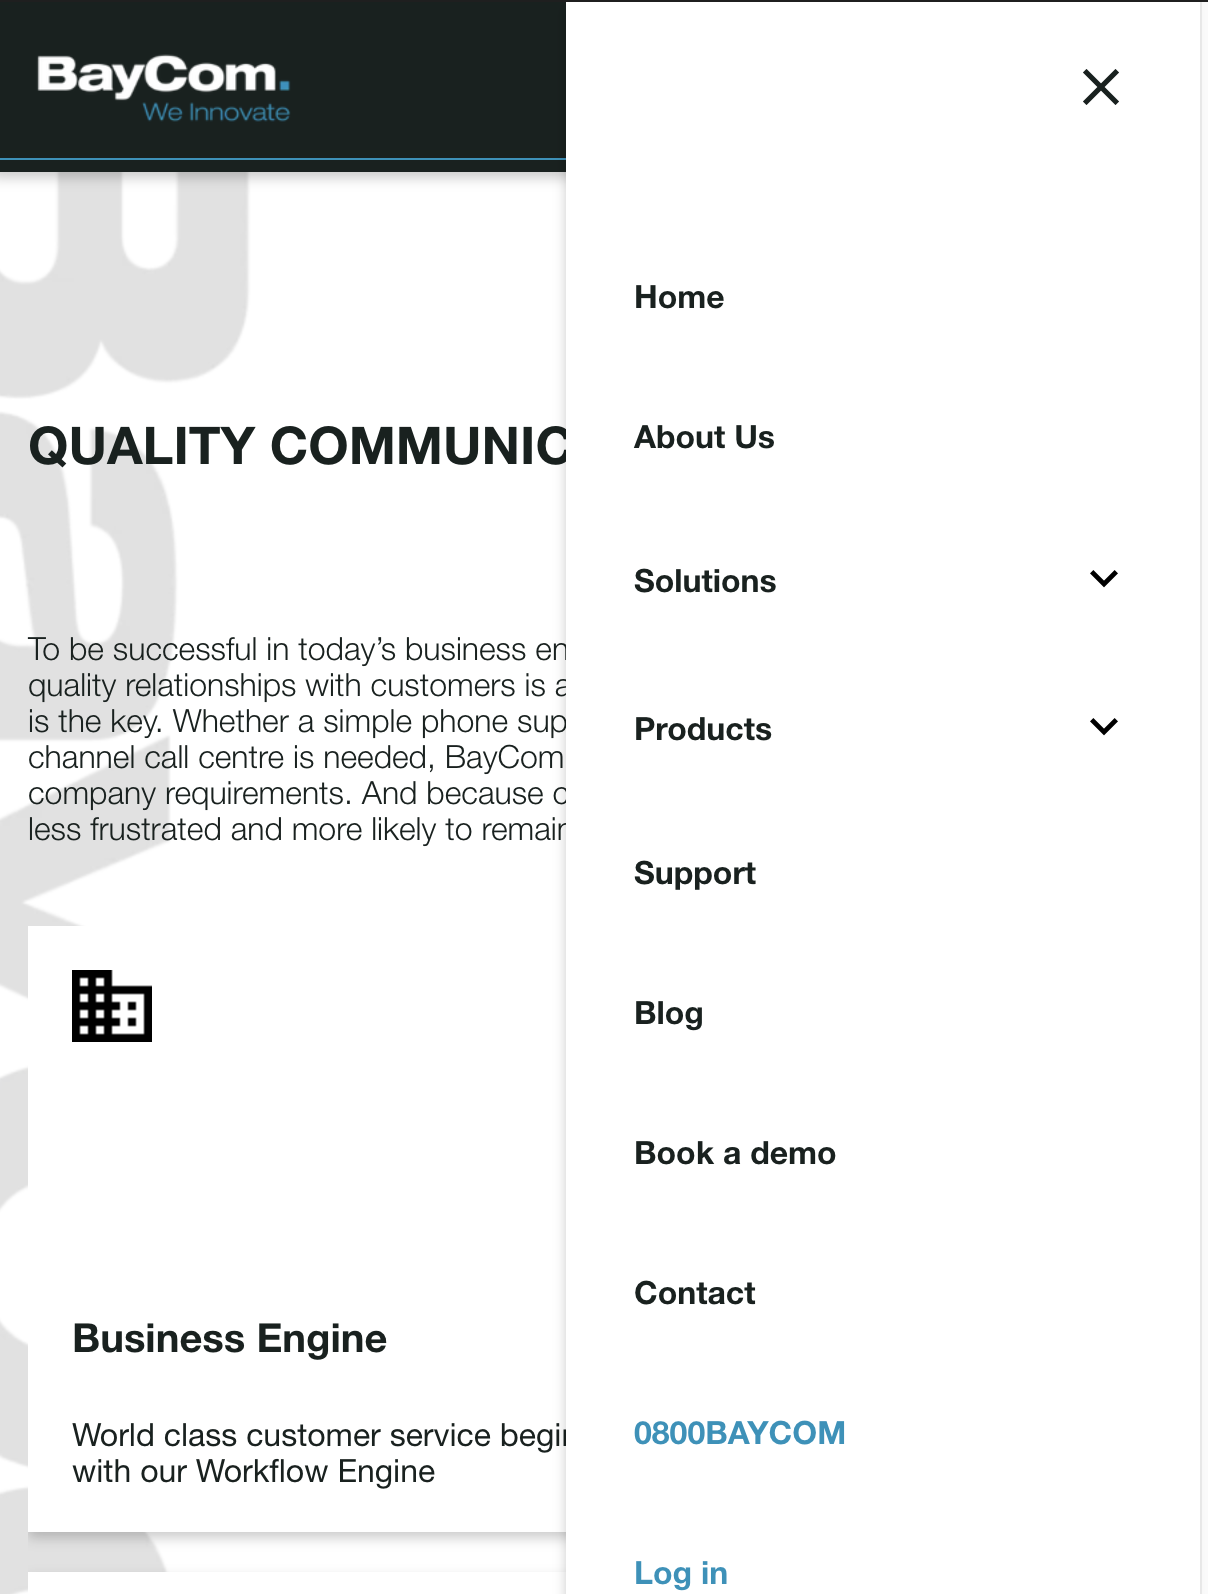 BayCom.
We Innovate
QUALITY COMMUNIC
To be successful in today's business en
quality relationships with customers is a
is the key. Whether a simple phone sup
channel call centre is needed, BayCom
company requirements. And because c
less frustrated and more likely to remain
Business Engine
World class customer service begin
with our Workflow Engine
Home
About Us
Solutions
Products
Support
Blog
Book a demo
Contact
0800BAYCOM
Log in